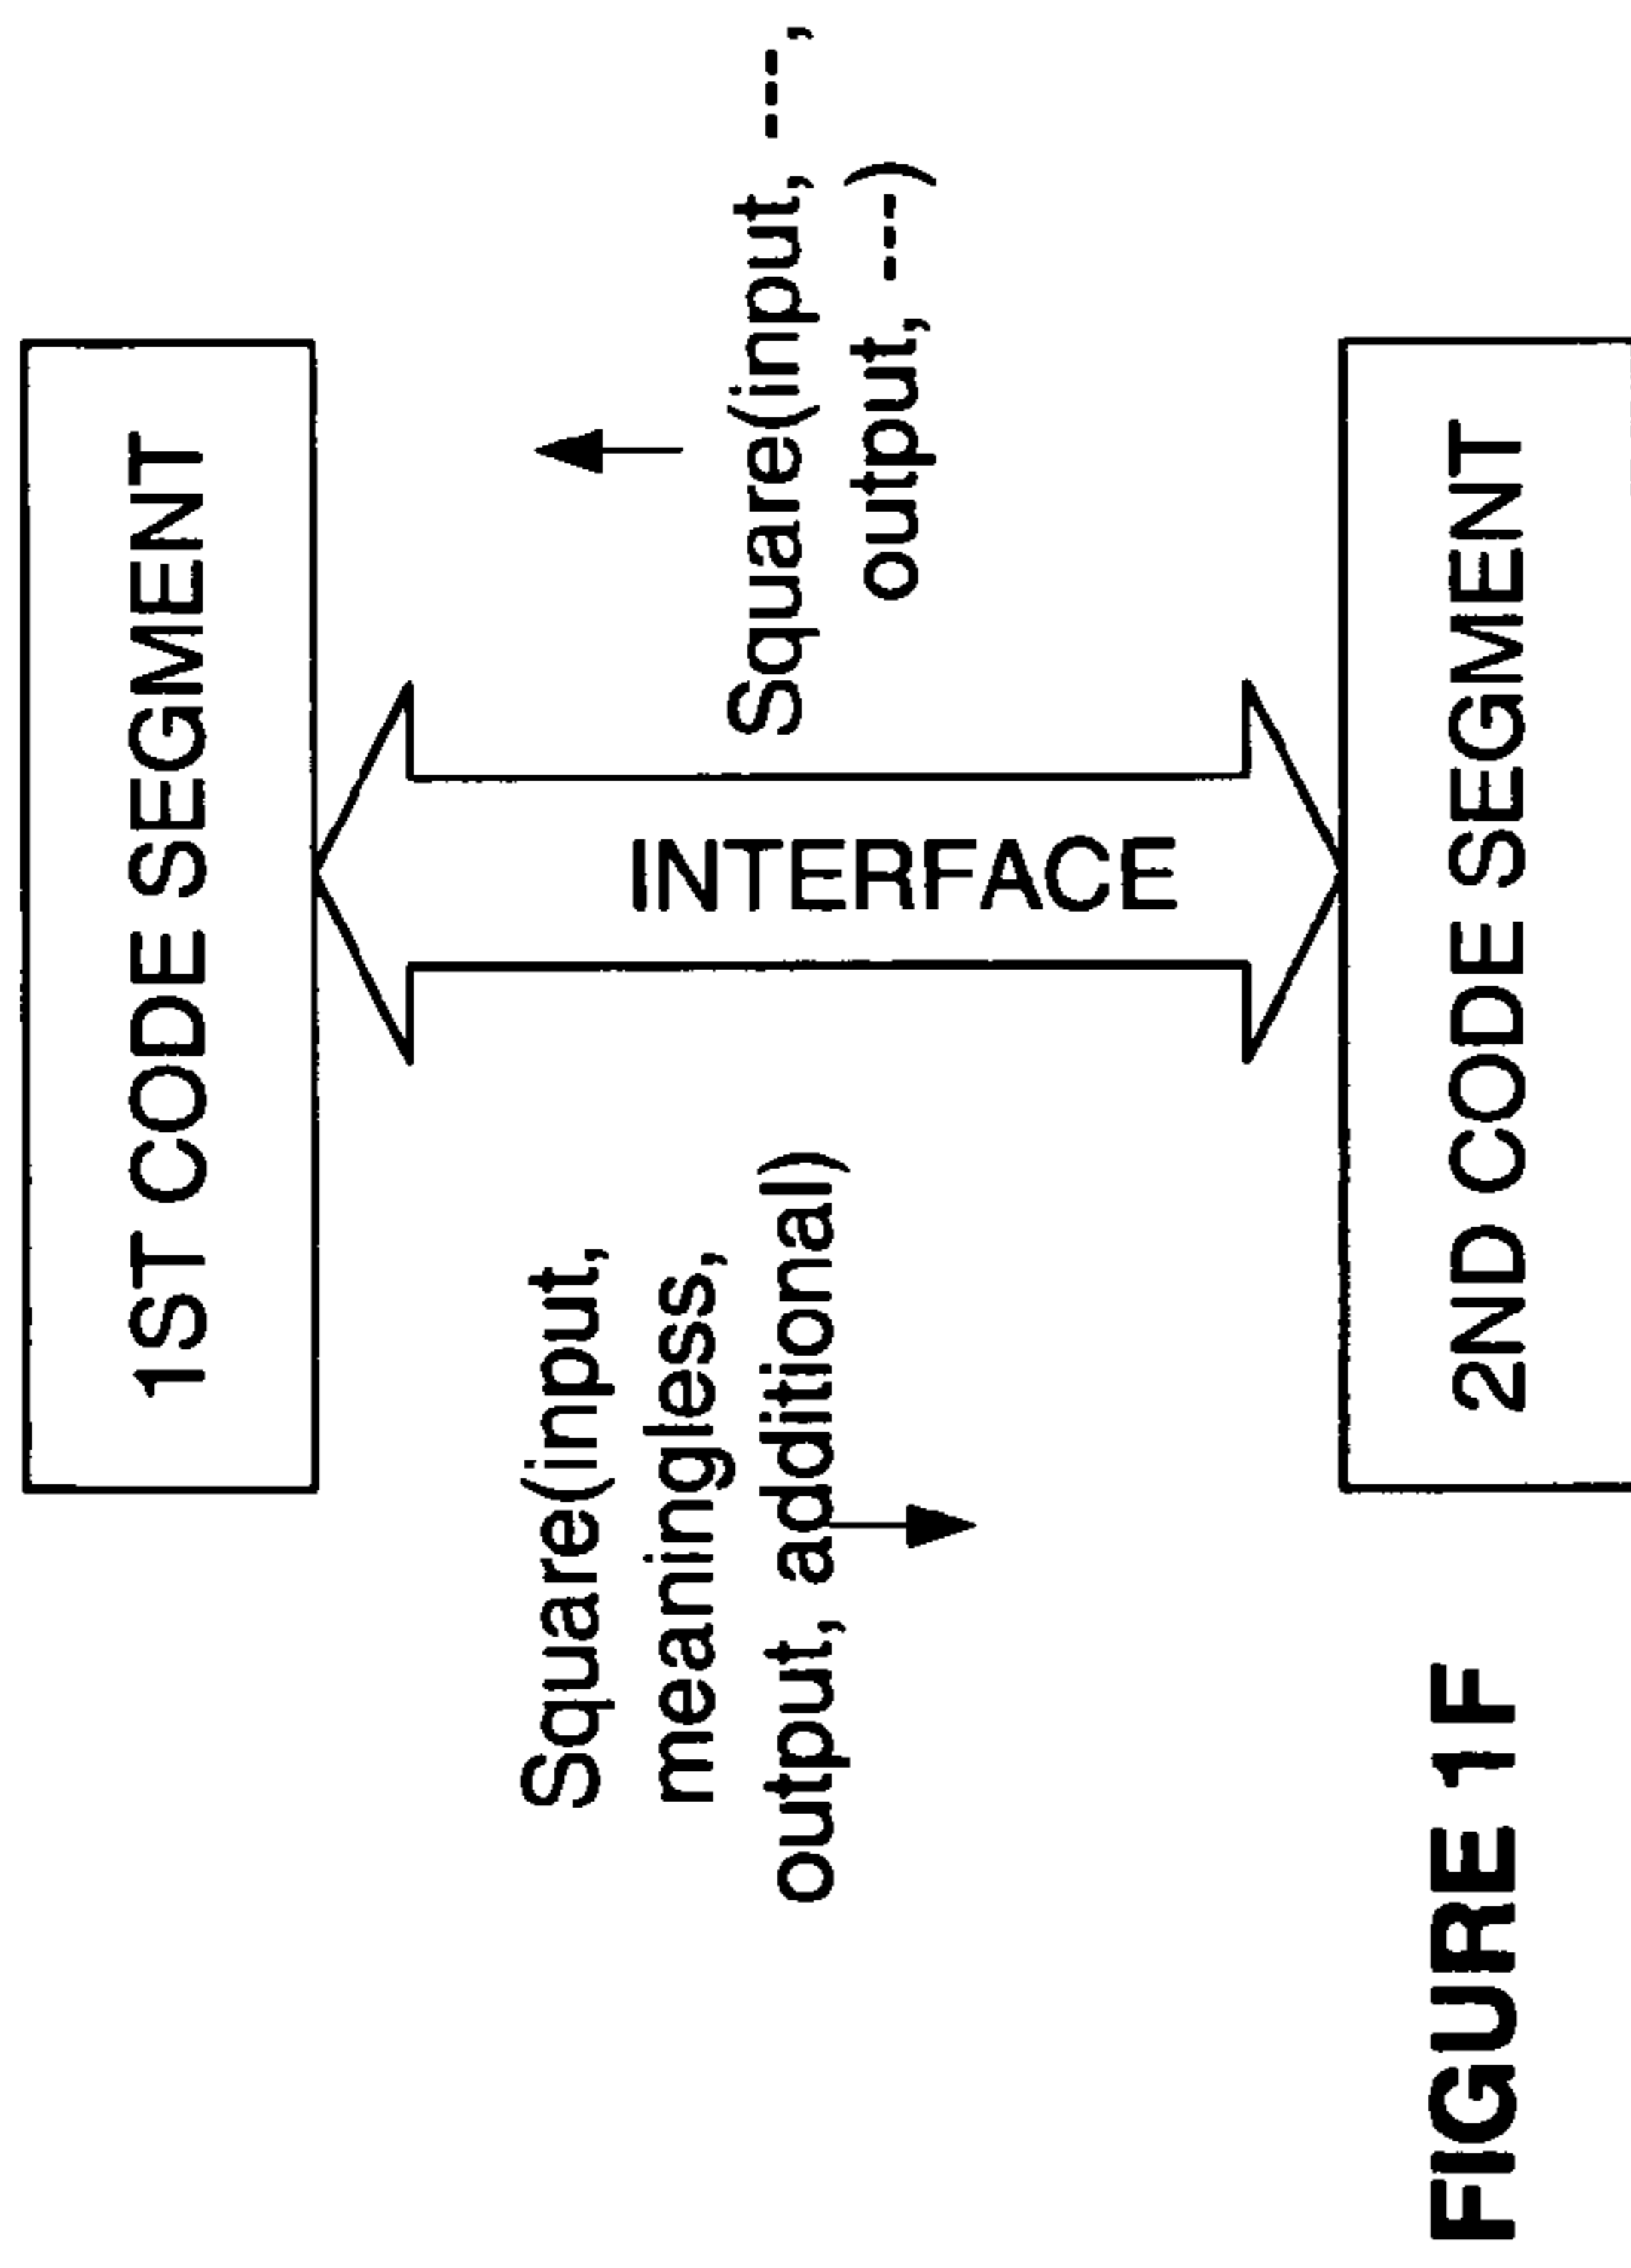 1ST CODE SEGMENT
Square(input,
meaningless,
output, additional)
INTERFACE
Square(input, ---,
output, ---)
2ND CODE SEGMENT
FIGURE 1F